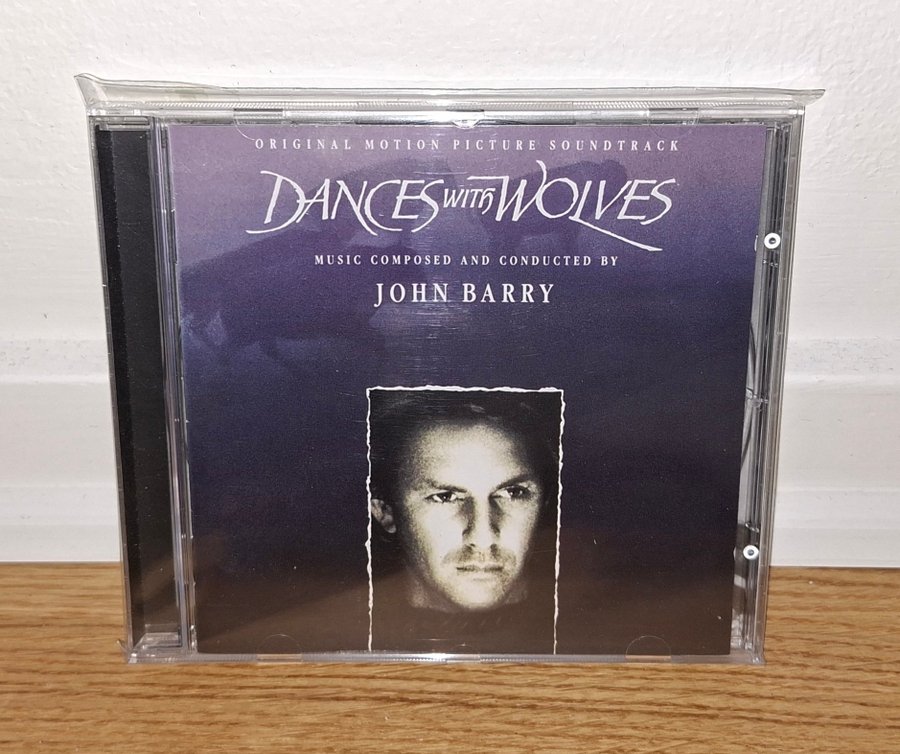 ORIGINAL MOTION PICTURE SOUNDTRACK
DANCES WITH WOLVES
MUSIC COMPOSED AND CONDUCTED BY
JOHN BARRY